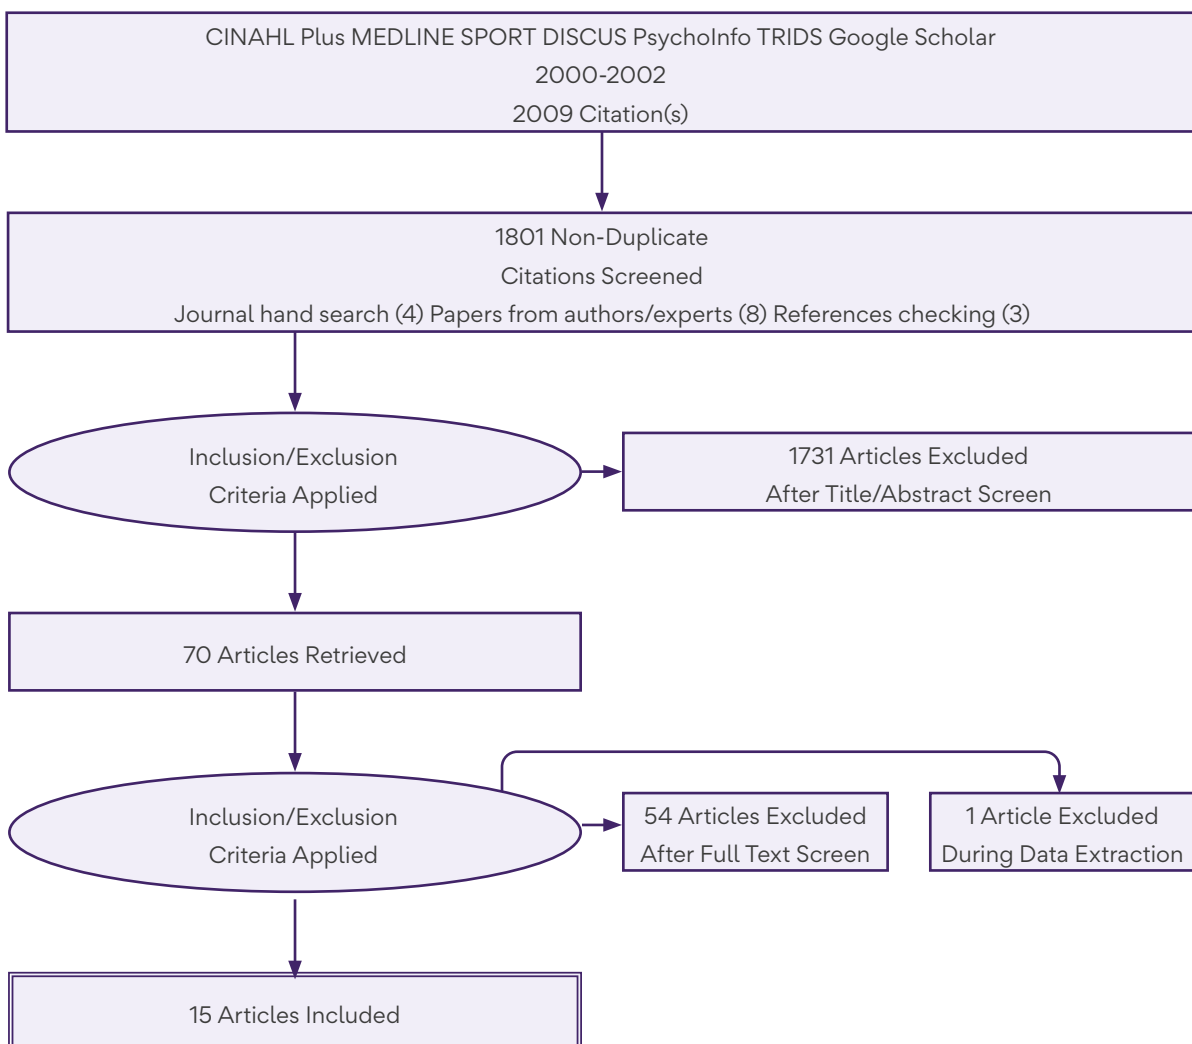 CINAHL Plus MEDLINE SPORT DISCUS PsychoInfo TRIDS Google Scholar
2000-2002
2009 Citation(s)
1801 Non-Duplicate
Citations Screened
Journal hand search (4) Papers from authors/experts (8) References checking (3)
Inclusion/Exclusion
Criteria Applied
1731 Articles Excluded
After Title/Abstract Screen
70 Articles Retrieved
Inclusion/Exclusion
Criteria Applied
54 Articles Excluded
After Full Text Screen
1 Article Excluded
During Data Extraction
15 Articles Included